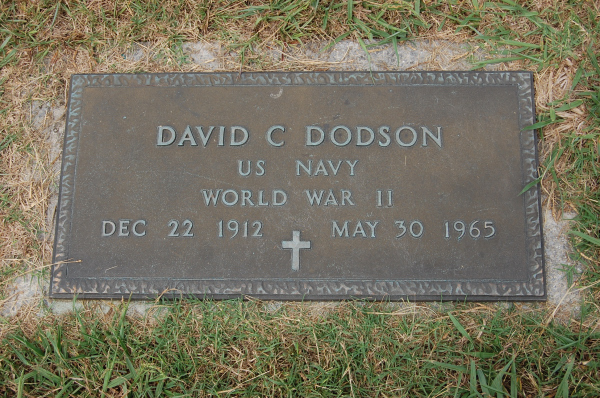 DAVID C DODSON
US NAVY
WORLD WAR II
DEC 22 1912 MAY 30 1965